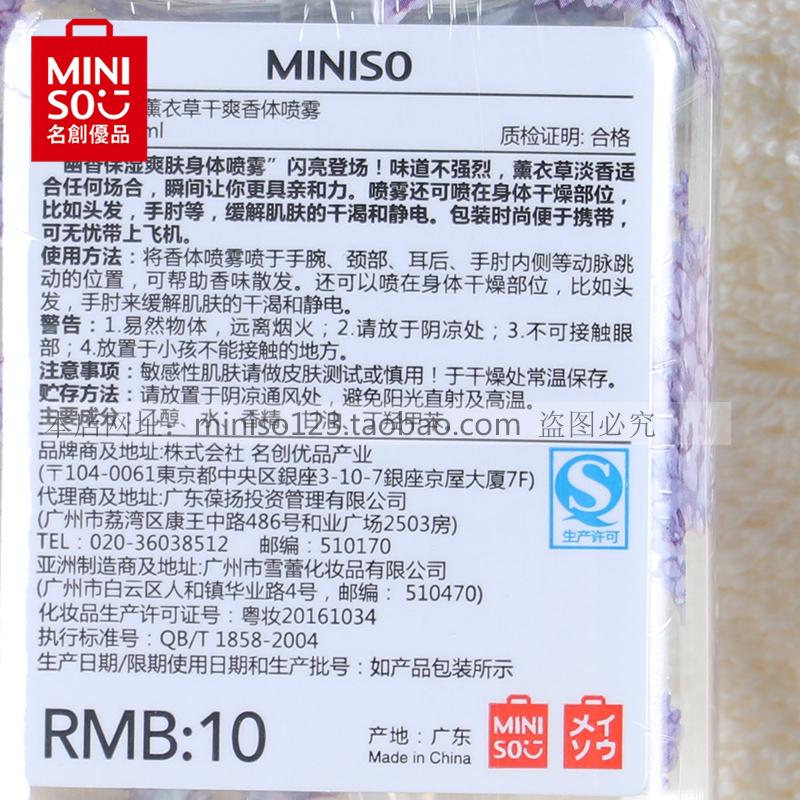 MINI
SO
名創優品
MINISO
薰衣草干爽香体喷雾
ml
质检证明: 合格
幽香保湿爽肤身体喷雾”闪亮登场！味道不强烈，薰衣草淡香适
合任何场合，瞬间让你更具亲和力。喷雾还可喷在身体干燥部位，
比如头发，手肘等，缓解肌肤的干渴和静电。包装时尚便于携带，
可无忧带上飞机。
使用方法：将香体喷雾喷于手腕、颈部、耳后、手肘内侧等动脉跳
动的位置，可帮助香味散发。还可以喷在身体干燥部位，比如头
发，手肘来缓解肌肤的干渴和静电。
警告：1.易然物体，远离烟火；2.请放于阴凉处；3.不可接触眼
部；4.放置于小孩不能接触的地方。
注意事项：敏感性肌肤请做皮肤测试或慎用！于干燥处常温保存。
贮存方法：请放置于阴凉通风处，避免阳光直射及高温。
主要成分：乙醇、水、香精、甘油、
本店网址：miniso123.taobao.com 盗图必究
品牌商及地址:株式会社 名创优品产业
(〒104-0061東京都中央区銀座3-10-7銀座京屋大厦7F)
代理商及地址:广东葆扬投资管理有限公司
(广州市荔湾区康王中路486号和业广场2503房)
TEL：020-36038512 邮编：510170
亚洲制造商及地址:广州市雪蕾化妆品有限公司
(广州市白云区人和镇华业路4号，邮编：510470)
化妆品生产许可证号：粤妆20161034
执行标准号：QB/T 1858-2004
生产日期/限期使用日期和生产批号：如产品包装所示
生产许可
RMB:10
产地：广东
Made in China
MINI
SO
メイ
ソウ